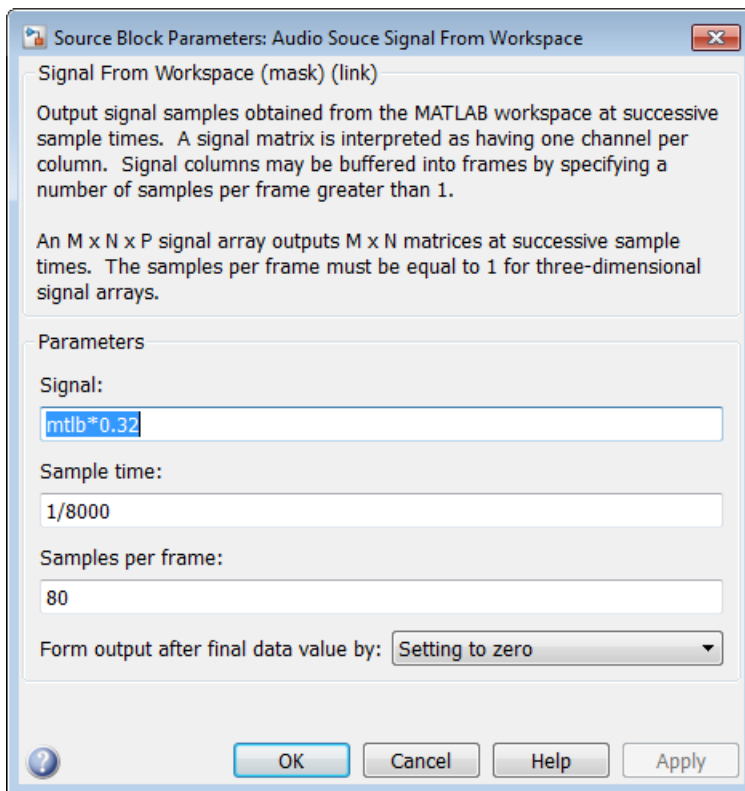 Source Block Parameters: Audio Souce Signal From Workspace
Signal From Workspace (mask) (link)
Output signal samples obtained from the MATLAB workspace at successive
sample times.  A signal matrix is interpreted as having one channel per
column.  Signal columns may be buffered into frames by specifying a
number of samples per frame greater than 1.
An M x N x P signal array outputs M x N matrices at successive sample
times.  The samples per frame must be equal to 1 for three-dimensional
signal arrays.
Parameters
Signal:
mtlb*0.32
Sample time:
1/8000
Samples per frame:
80
Form output after final data value by: Setting to zero
OK Cancel Help Apply